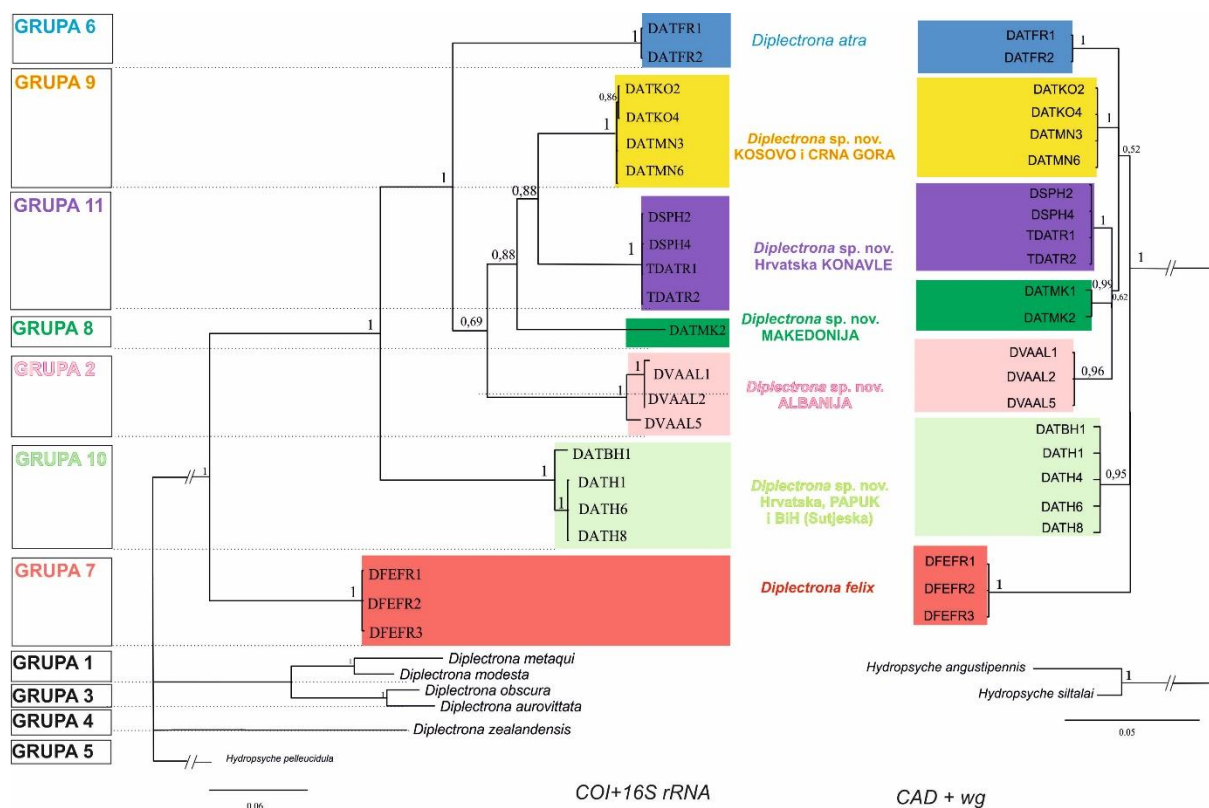 GRUPA 6
GRUPA 9
GRUPA 11
GRUPA 8
GRUPA 2
GRUPA 10
GRUPA 7
GRUPA 1
GRUPA 3
GRUPA 4
GRUPA 5
1
DATFR1
DATFR2
0,86
DATKO2
DATKO4
1
DATMN3
DATMN6
1
0,88
DSPH2
DSPH4
1
TDATR1
TDATR2
0,88
DATMK2
0,69
1
DVAAL1
1
DVAAL2
DVAAL5
1
DATBH1
1
DATH1
1
DATH6
DATH8
1
DFEFR1
1
DFEFR2
DFEFR3
1
Diplectrona metaqui
Diplectrona modesta
1
Diplectrona obscura
Diplectrona aurovittata
Diplectrona zealandensis
Hydropsyche pelleucidula
0.06
COI+16S rRNA
Diplectrona atra
Diplectrona sp. nov.
KOSOVO i CRNA GORA
Diplectrona sp. nov.
Hrvatska KONAVLE
Diplectrona sp. nov.
MAKEDONIJA
Diplectrona sp. nov.
ALBANIJA
Diplectrona sp. nov.
Hrvatska, PAPUK
i BiH (Sutjeska)
Diplectrona felix
DATFR1
1
DATFR2
DATKO2
DATKO4
1
DATMN3
0,52
DATMN6
DSPH2
DSPH4
1
TDATR1
TDATR2
1
DATMK1
0,99
0,62
DATMK2
DVAAL1
DVAAL2
0,96
DVAAL5
DATBH1
DATH1
DATH4
0,95
DATH6
DATH8
DFEFR1
DFEFR2
1
DFEFR3
Hydropsyche angustipennis
1
Hydropsyche siltalai
0.05
CAD + wg